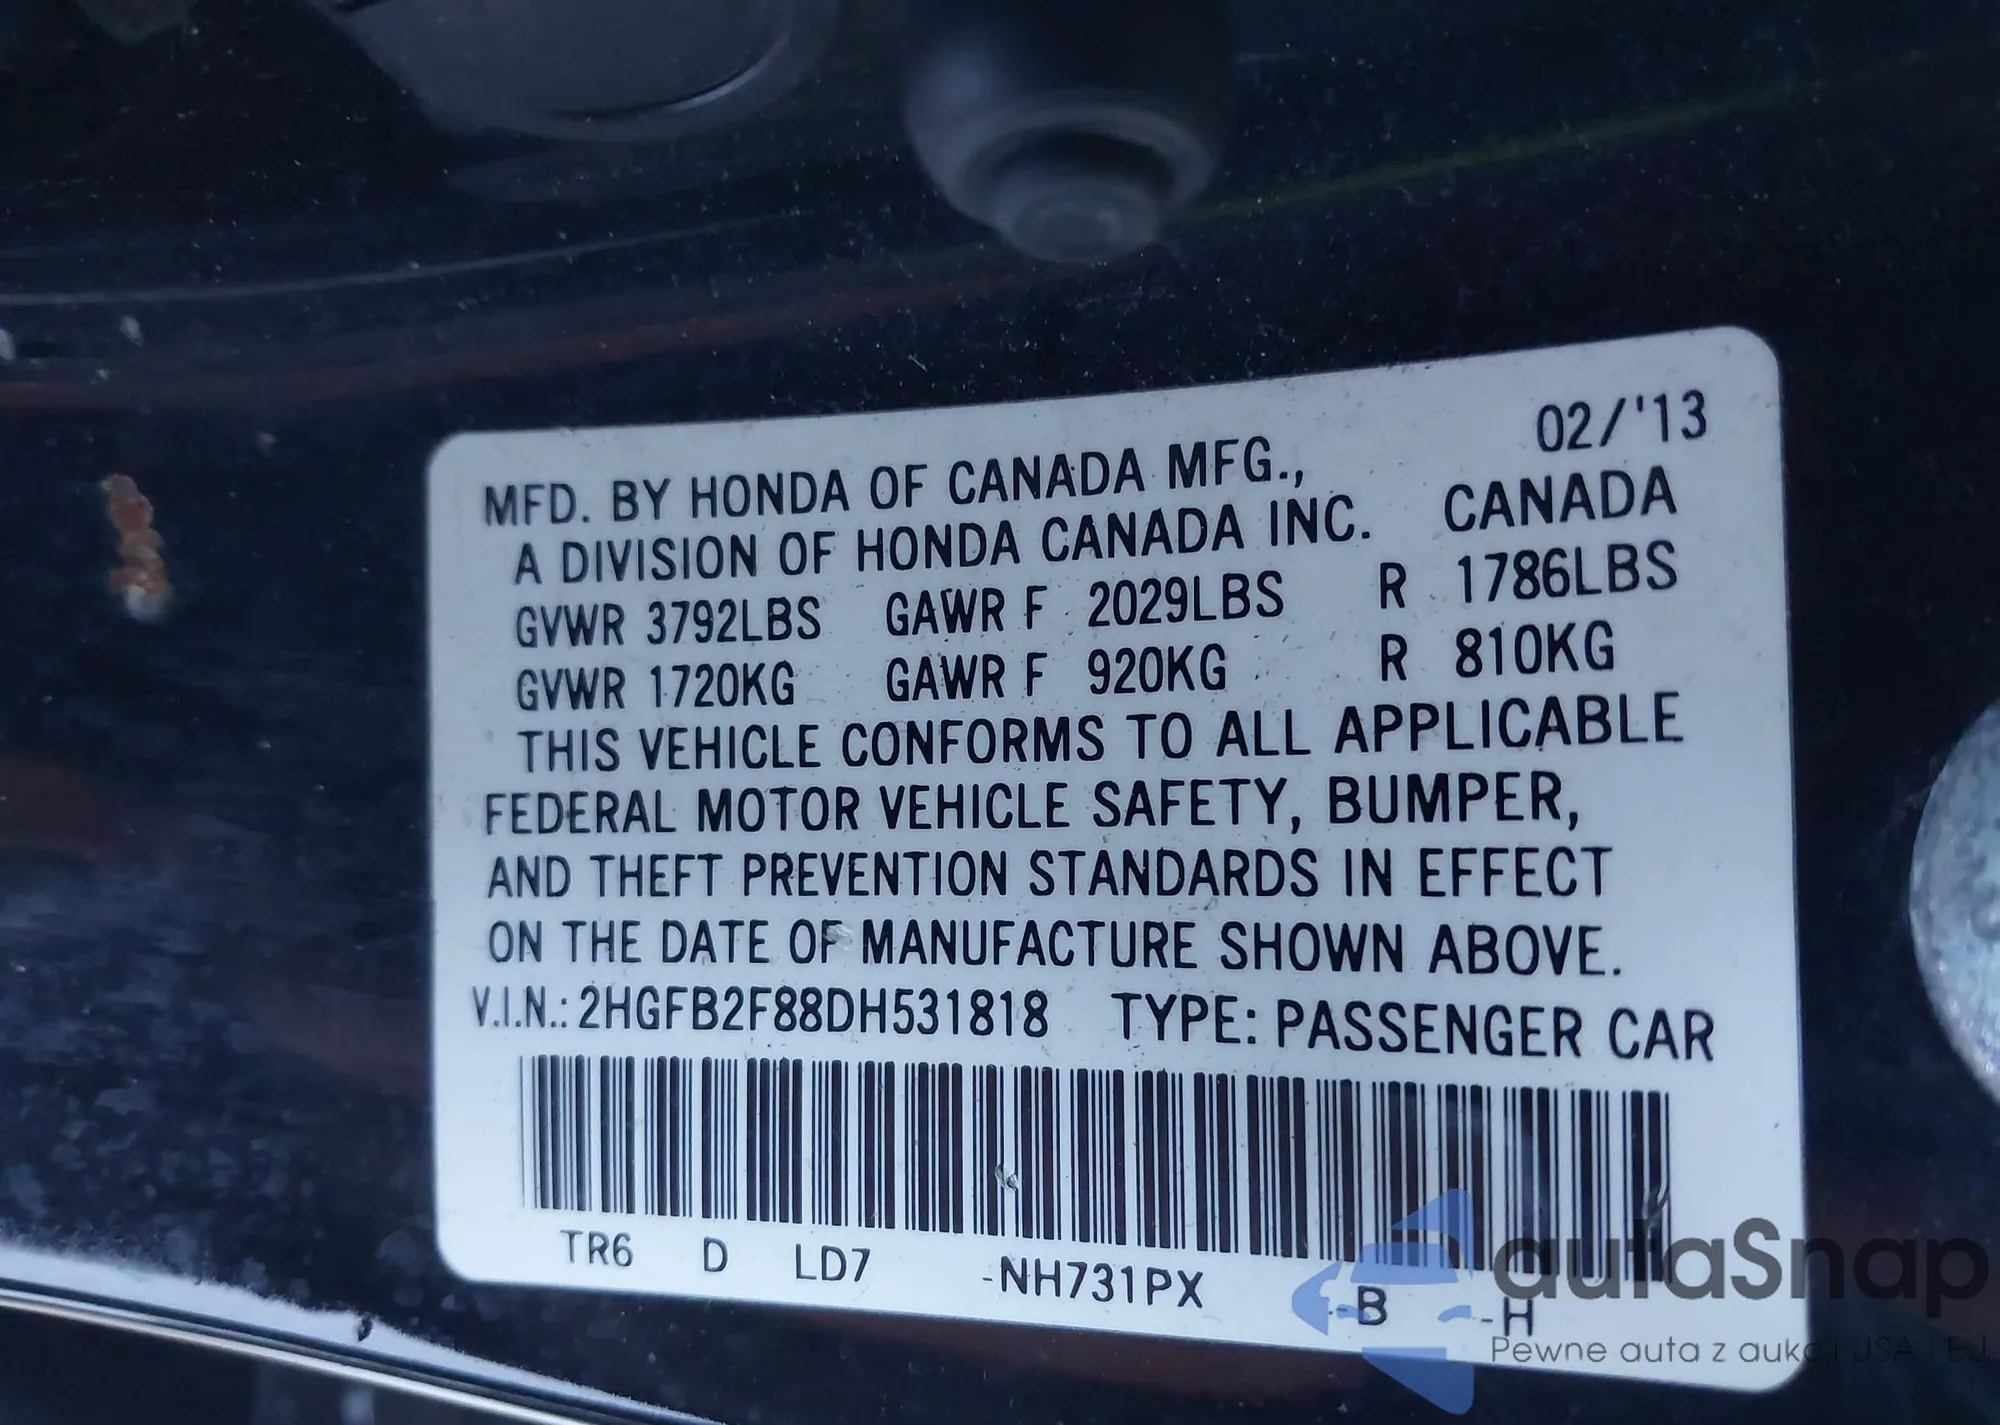 02/'13
MFD. BY HONDA OF CANADA MFG.,
A DIVISION OF HONDA CANADA INC. CANADA
GVWR 3792LBS GAWR F 2029LBS R 1786LBS
GVWR 1720KG GAWR F 920KG R 810KG
THIS VEHICLE CONFORMS TO ALL APPLICABLE
FEDERAL MOTOR VEHICLE SAFETY, BUMPER,
AND THEFT PREVENTION STANDARDS IN EFFECT
ON THE DATE OF MANUFACTURE SHOWN ABOVE.
V.I.N.: 2HGFB2F88DH531818 TYPE: PASSENGER CAR
TR6 D LD7 -NH731PX -B -H
autaSnap
Pewne auta z aukcji USA i EU